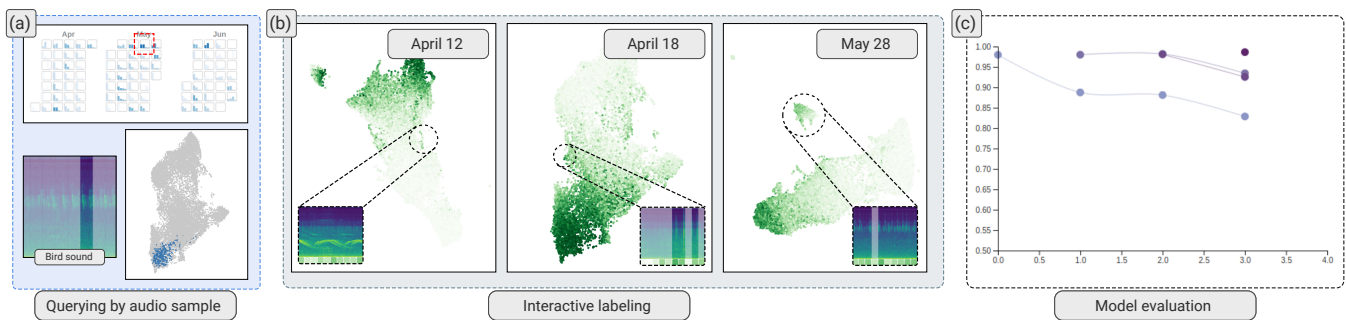 (a)
Apr
May
Jun
Bird sound
Querying by audio sample
(b)
April 12
April 18
May 28
Interactive labeling
(c)
1.00
0.95
0.90
0.85
0.80
0.75
0.70
0.65
0.60
0.55
0.50
0.0 0.5 1.0 1.5 2.0 2.5 3.0 3.5 4.0
Model evaluation